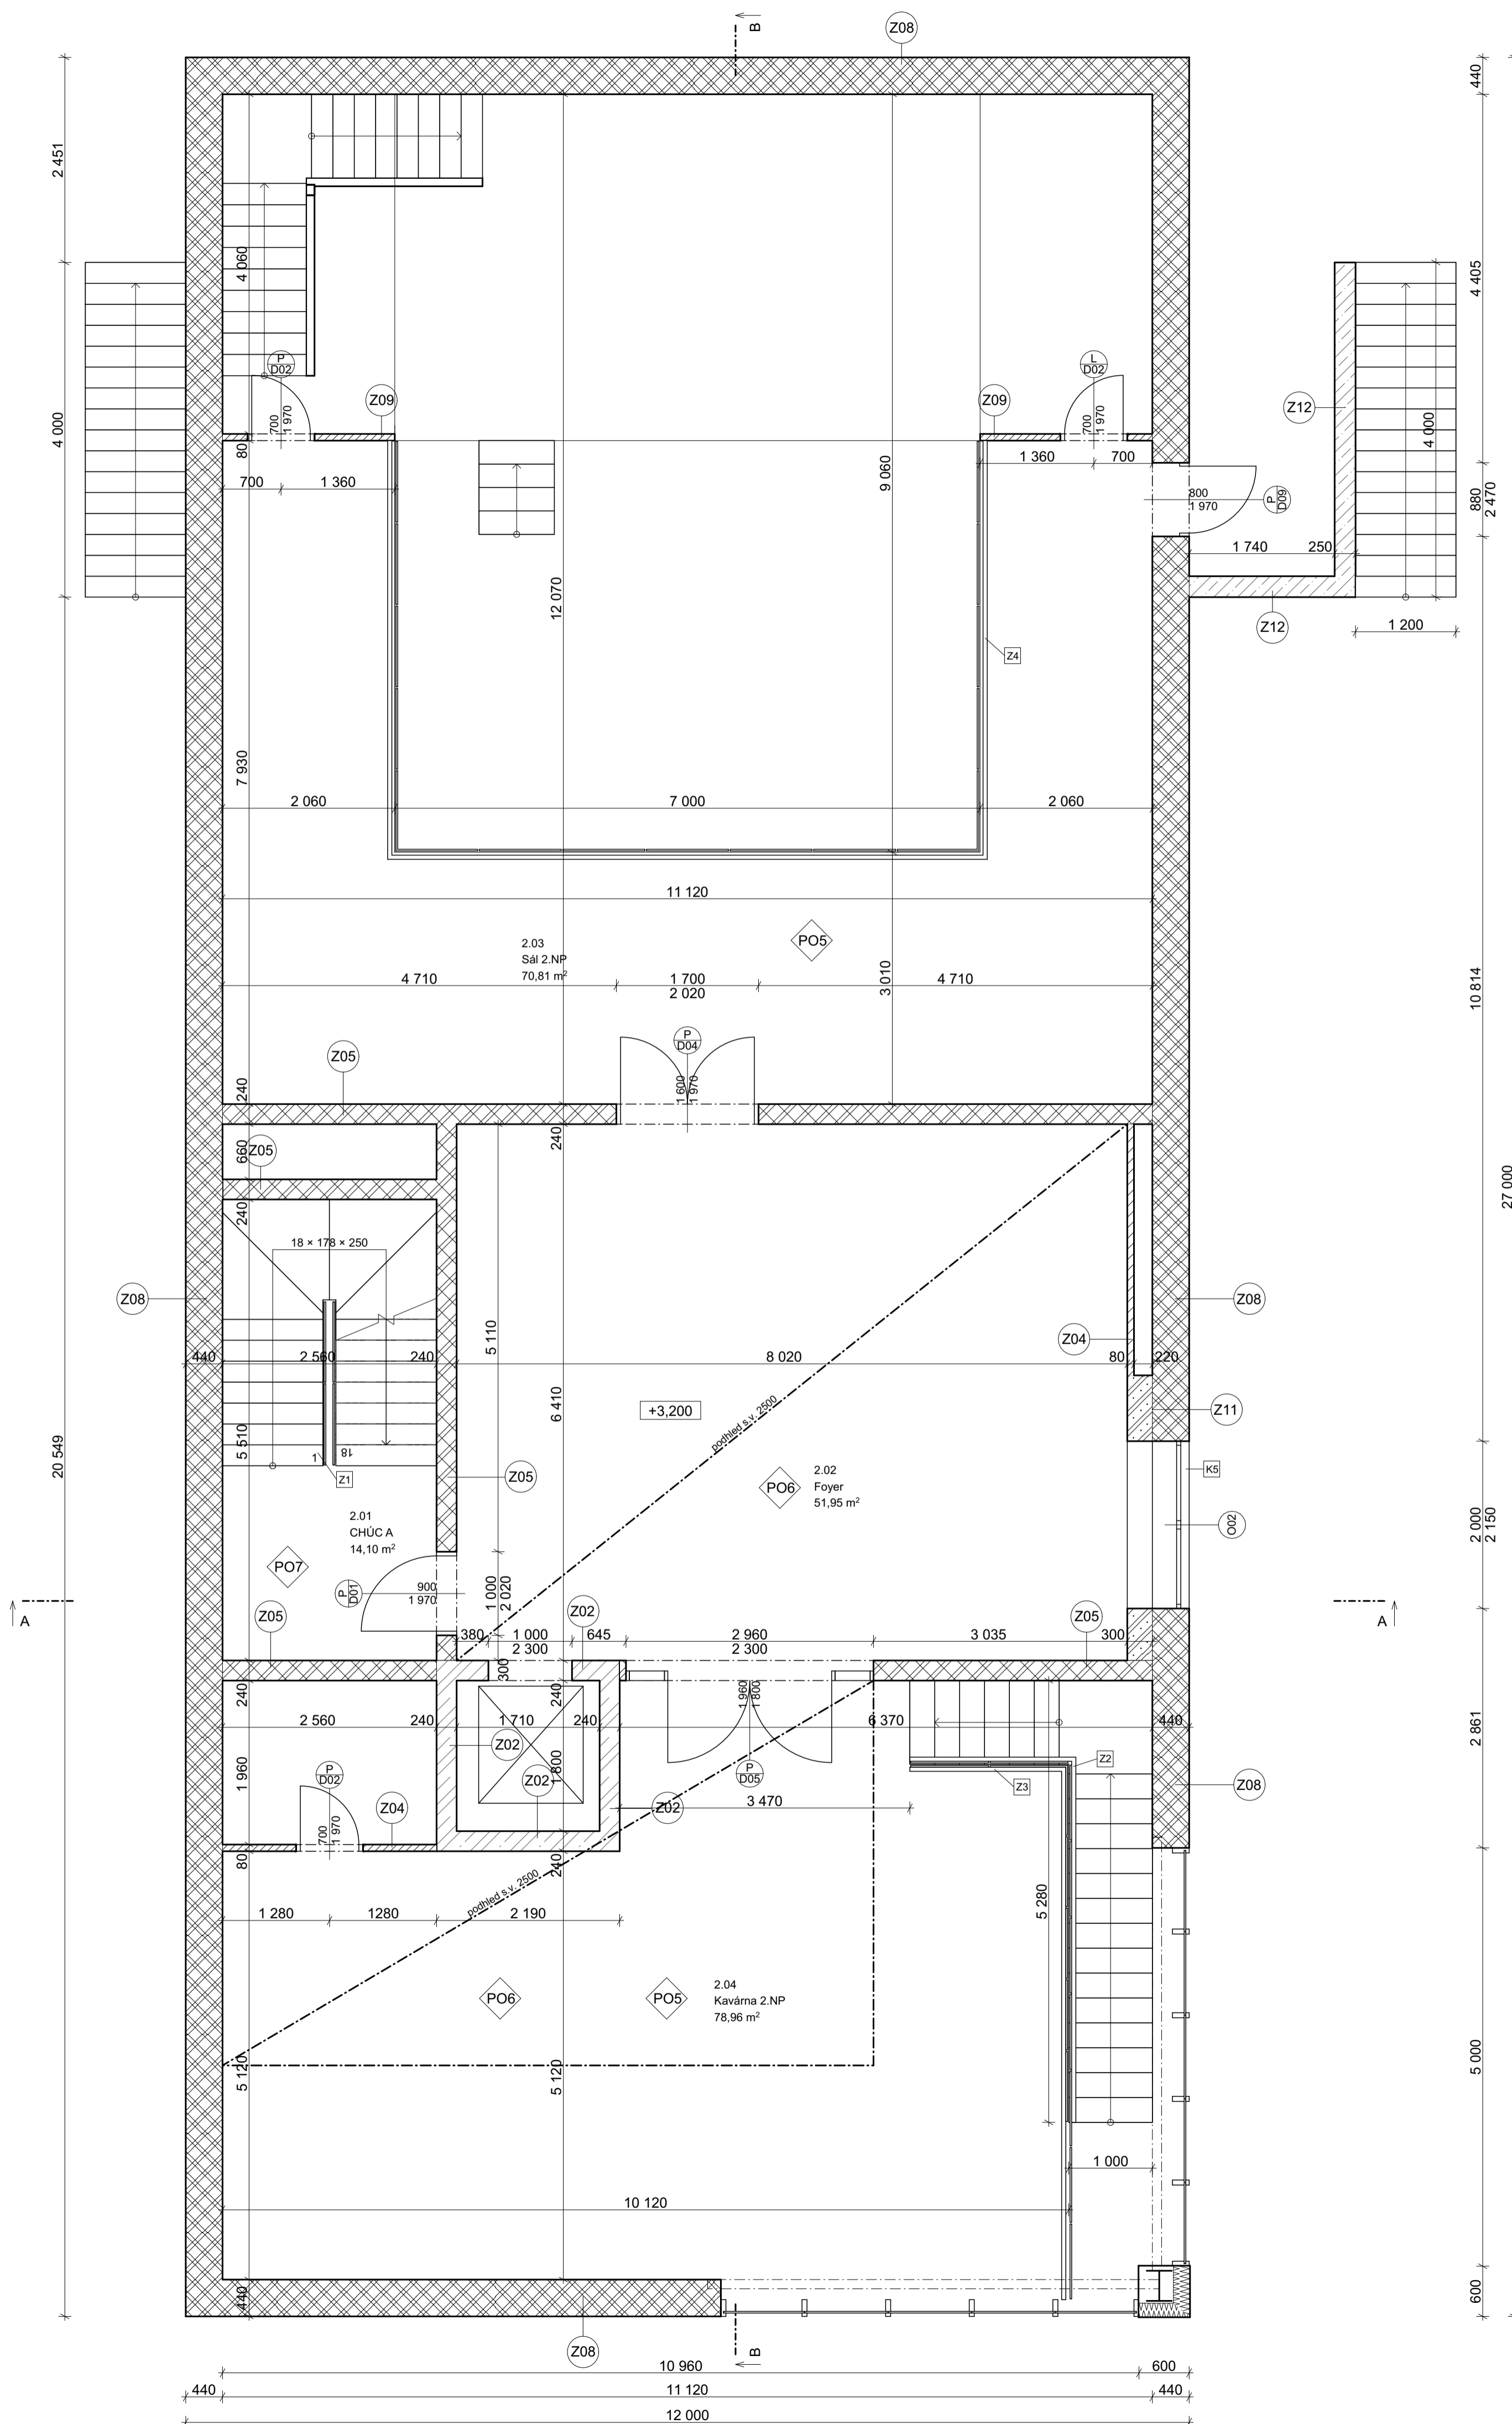 B
Z08
440
2 451
4 060
4 405
P
D02
L
D02
700
1 970
700
1 970
Z09
Z09
Z12
4 000
4 000
80
700
1 360
1 360
700
9 060
800
1 970
P
D09
880
2 470
1 740
250
Z12
1 200
12 070
Z4
7 930
2 060
7 000
2 060
11 120
PO5
2.03
Sál 2.NP
70,81 m²
4 710
1 700
2 020
4 710
3 010
10 814
P
D04
1 600
1 970
Z05
240
240
660
Z05
240
27 000
18 × 178 × 250
Z08
Z08
5 110
Z04
440
2 560
240
8 020
80
220
6 410
+3,200
podhled s.v. 2500
Z11
5 510
20 549
1
18
Z1
Z05
K5
PO6
2.02
Foyer
51,95 m²
2.01
CHÚC A
14,10 m²
O02
2 000
2 150
PO7
P
D01
900
1 970
1 000
2 020
A
A
Z05
Z02
Z05
380
1 000
2 300
645
2 960
2 300
3 035
300
300
240
240
2 560
240
1 710
240
1 960
1 800
6 370
440
2 861
Z02
1 960
1 800
P
D02
P
D05
Z2
Z3
Z02
Z08
Z04
Z02
3 470
700
1 970
80
240
podhled s.v. 2500
1 280
1280
2 190
5 280
PO6
PO5
2.04
Kavárna 2.NP
78,96 m²
5 120
5 120
5 000
1 000
10 120
440
600
Z08
B
10 960
600
440
11 120
440
12 000